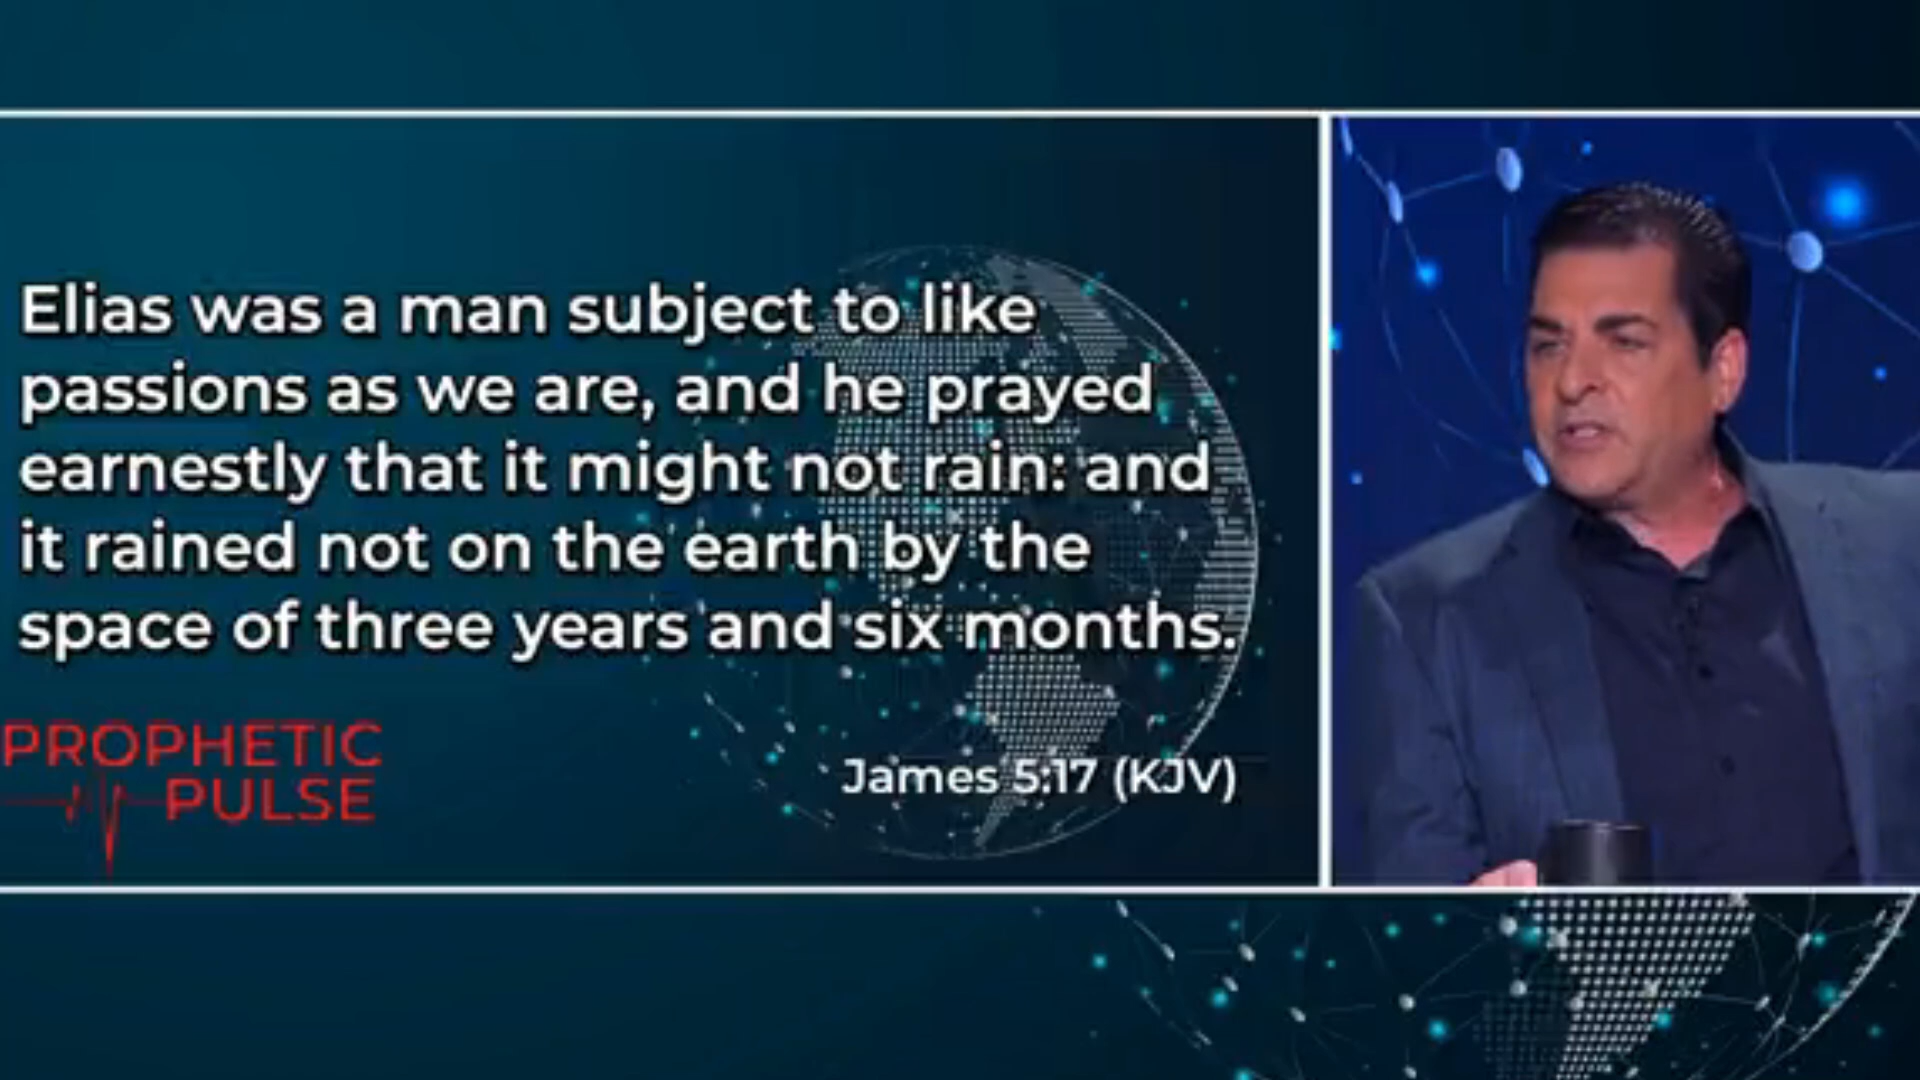 Elias was a man subject to like
passions as we are, and he prayed
earnestly that it might not rain: and
it rained not on the earth by the
space of three years and six months.
PROPHETIC
PULSE
James 5:17 (KJV)